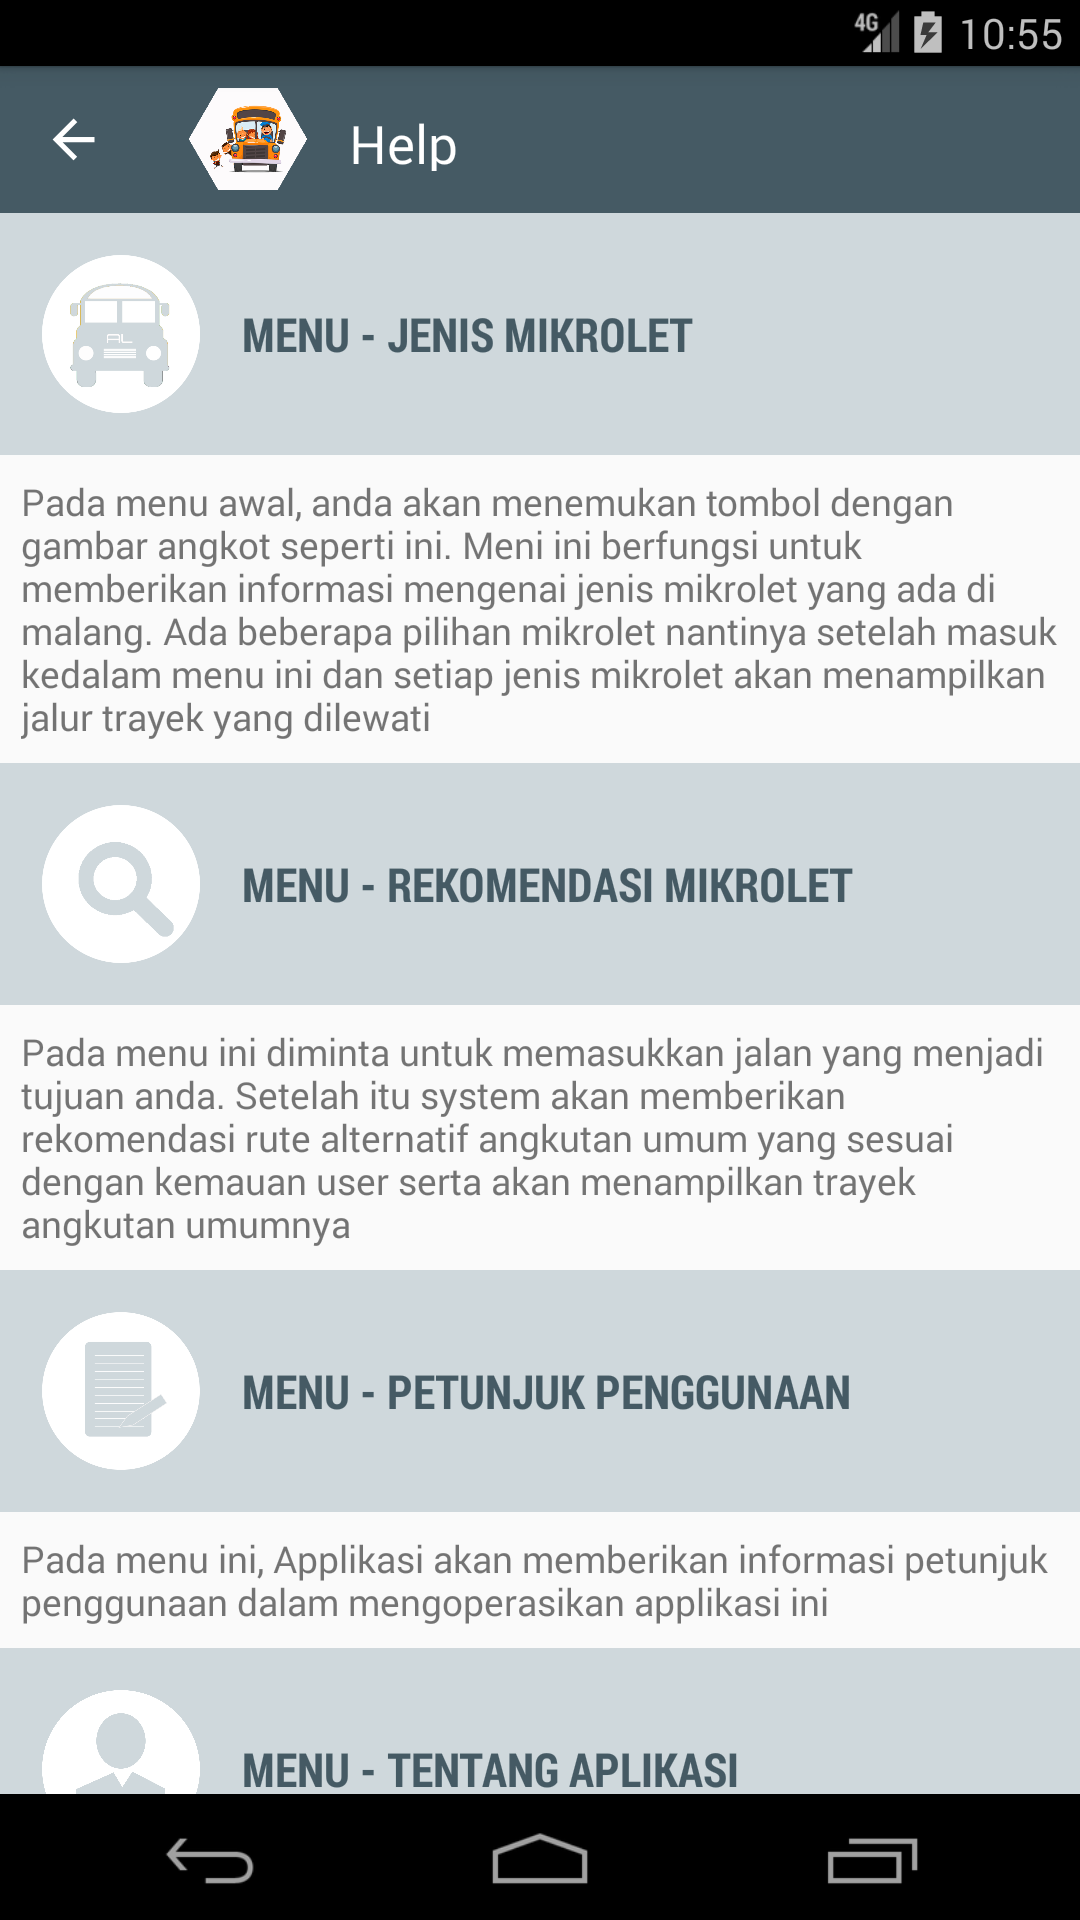 4G 10:55
Help
AL
MENU - JENIS MIKROLET
Pada menu awal, anda akan menemukan tombol dengan
gambar angkot seperti ini. Meni ini berfungsi untuk
memberikan informasi mengenai jenis mikrolet yang ada di
malang. Ada beberapa pilihan mikrolet nantinya setelah masuk
kedalam menu ini dan setiap jenis mikrolet akan menampilkan
jalur trayek yang dilewati
MENU - REKOMENDASI MIKROLET
Pada menu ini diminta untuk memasukkan jalan yang menjadi
tujuan anda. Setelah itu system akan memberikan
rekomendasi rute alternatif angkutan umum yang sesuai
dengan kemauan user serta akan menampilkan trayek
angkutan umumnya
MENU - PETUNJUK PENGGUNAAN
Pada menu ini, Applikasi akan memberikan informasi petunjuk
penggunaan dalam mengoperasikan applikasi ini
MENU - TENTANG APLIKASI